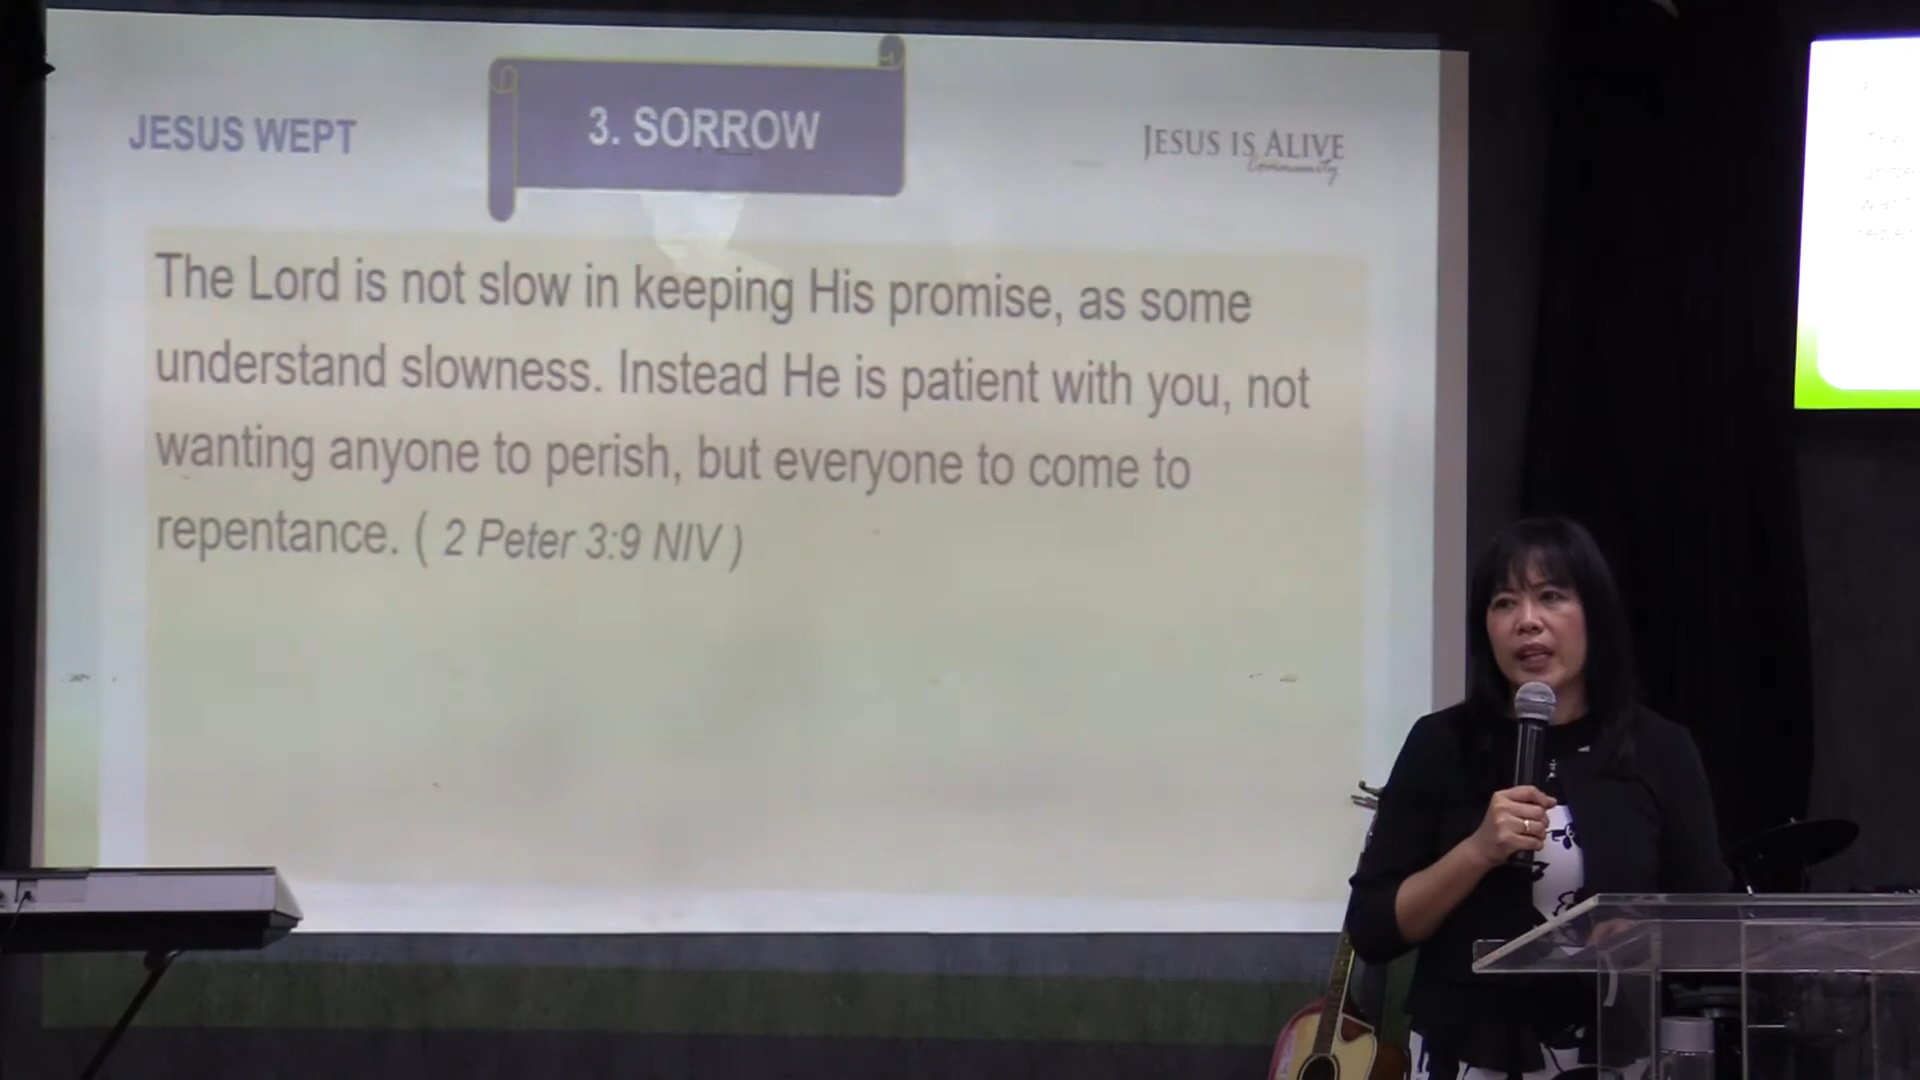 JESUS WEPT
3. SORROW
JESUS IS ALIVE
Community
The Lord is not slow in keeping His promise, as some
understand slowness. Instead He is patient with you, not
wanting anyone to perish, but everyone to come to
repentance. ( 2 Peter 3:9 NIV )